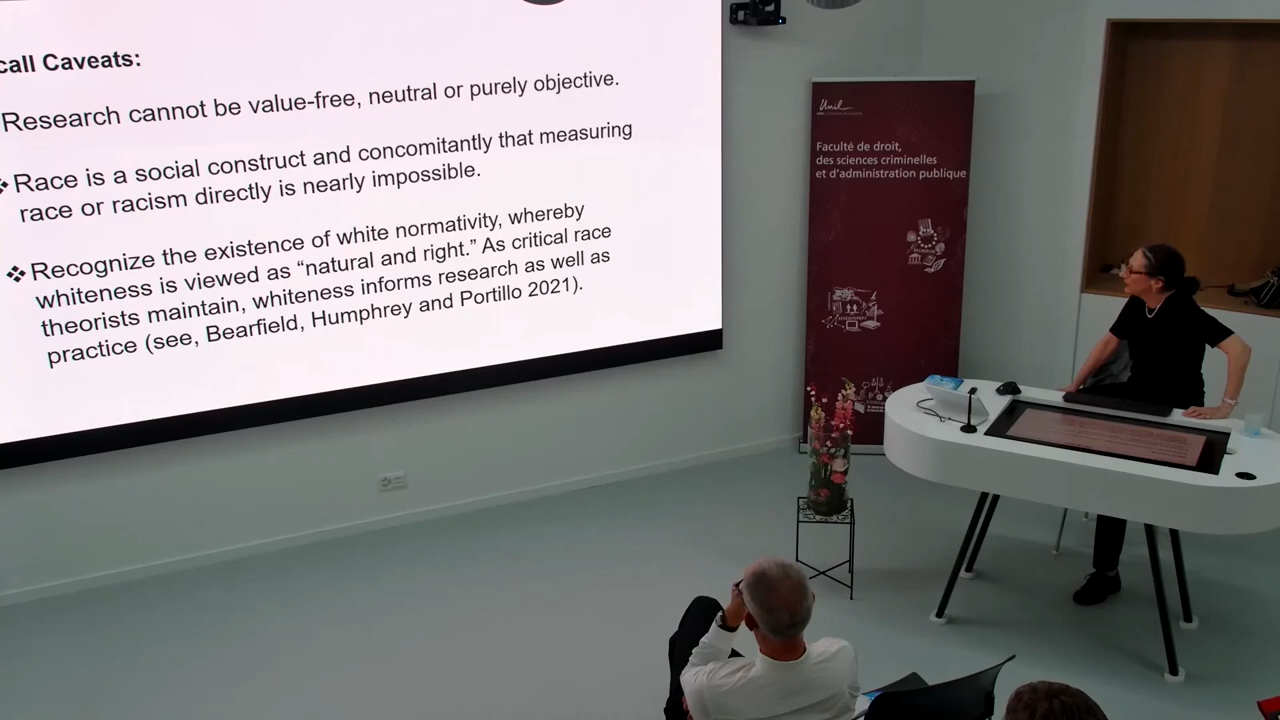 call Caveats:
Research cannot be value-free, neutral or purely objective.
Race is a social construct and concomitantly that measuring
race or racism directly is nearly impossible.
Recognize the existence of white normativity, whereby
whiteness is viewed as “natural and right.” As critical race
theorists maintain, whiteness informs research as well as
practice (see, Bearfield, Humphrey and Portillo 2021).
Unil
Faculté de droit,
des sciences criminelles
et d'administration publique